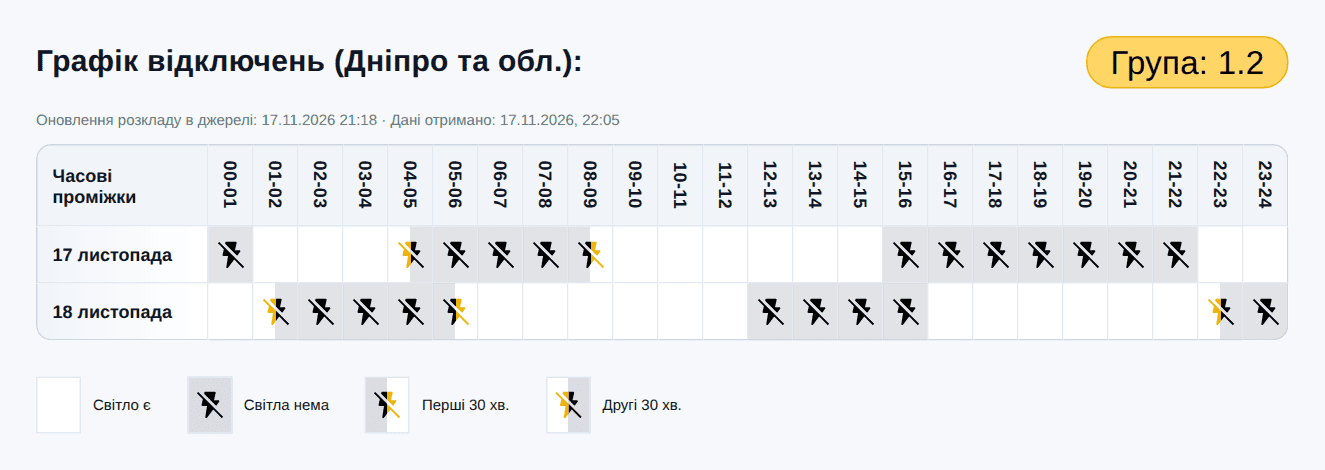 Графік відключень (Дніпро та обл.):
Група: 1.2
Оновлення розкладу в джерелі: 17.11.2026 21:18 · Дані отримано: 17.11.2026, 22:05
Часові
проміжки
00-01 01-02 02-03 03-04 04-05 05-06 06-07 07-08 08-09 09-10 10-11 11-12 12-13 13-14 14-15 15-16 16-17 17-18 18-19 19-20 20-21 21-22 22-23 23-24
17 листопада
18 листопада
Світло є Світла нема Перші 30 хв. Другі 30 хв.